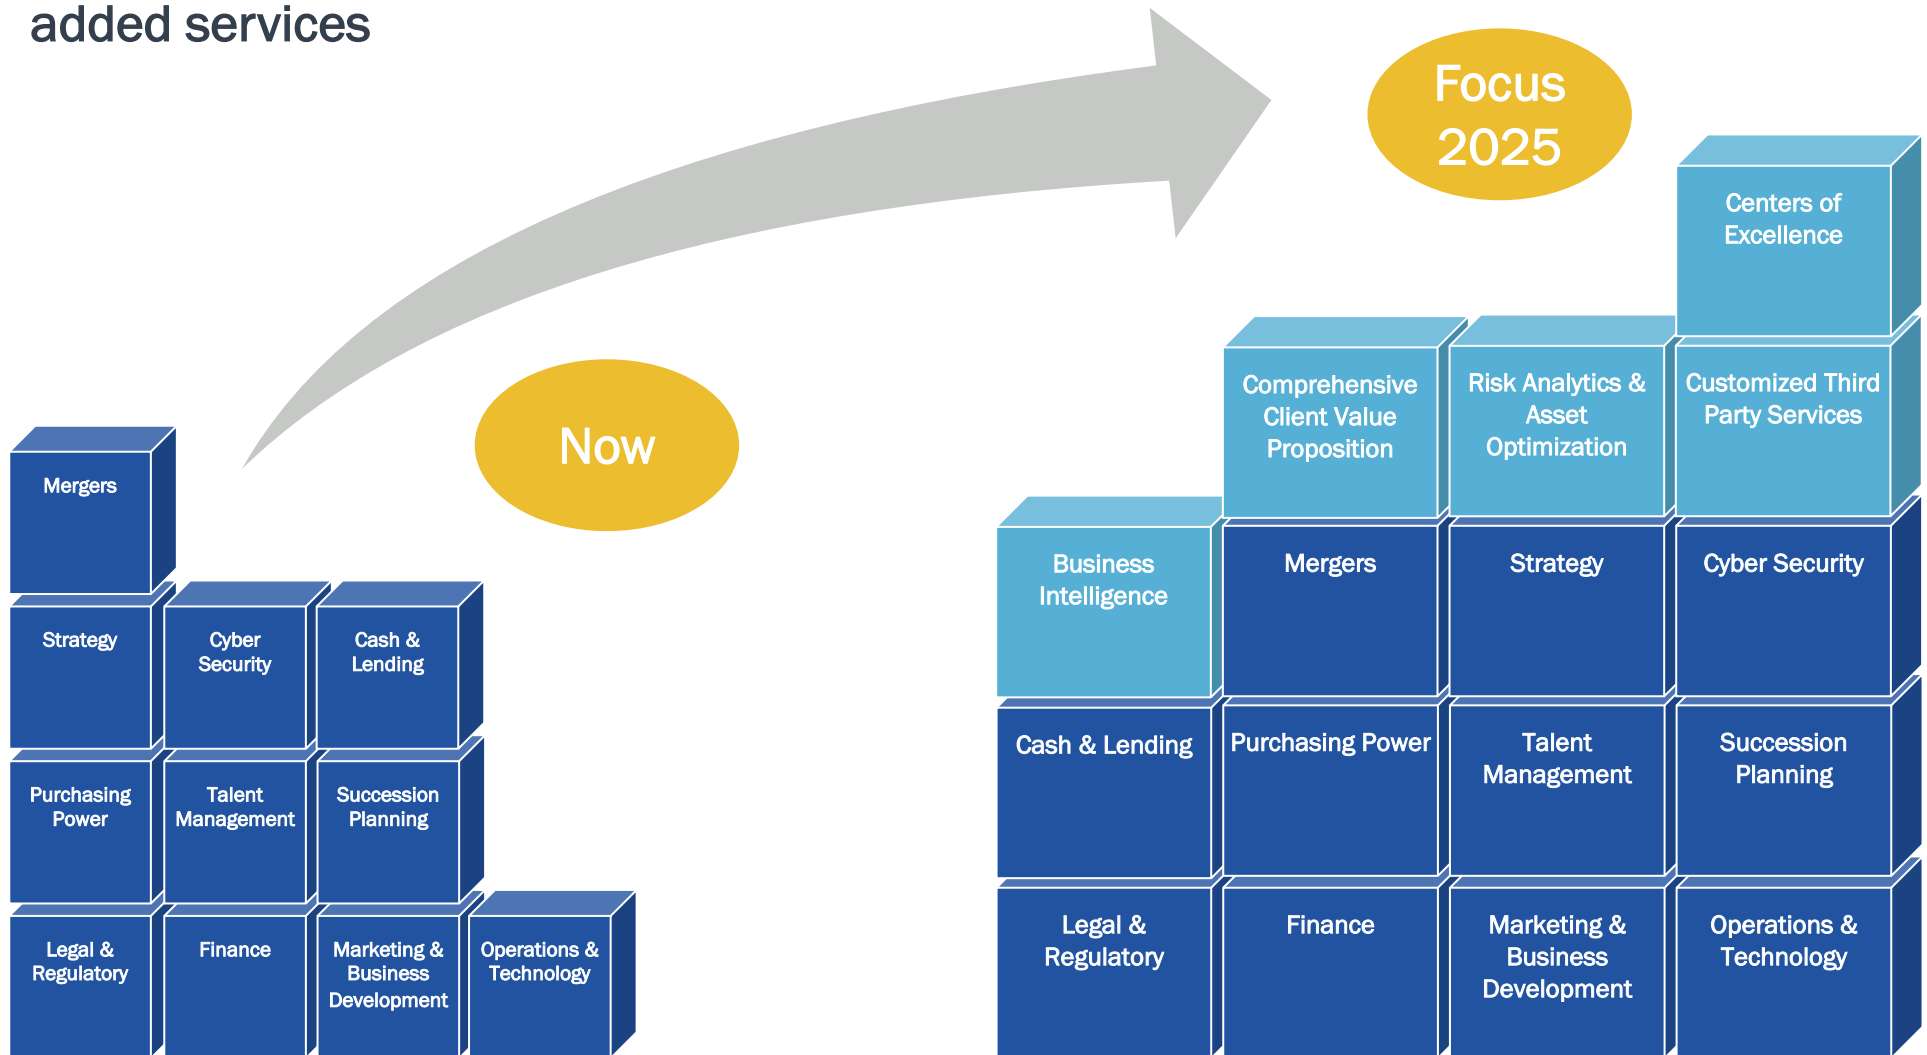 added services
Focus
2025
Now
Mergers
Strategy
Cyber
Security
Cash &
Lending
Purchasing
Power
Talent
Management
Succession
Planning
Legal &
Regulatory
Finance
Marketing &
Business
Development
Operations &
Technology
Centers of
Excellence
Comprehensive
Client Value
Proposition
Risk Analytics &
Asset
Optimization
Customized Third
Party Services
Business
Intelligence
Mergers
Strategy
Cyber Security
Cash & Lending
Purchasing Power
Talent
Management
Succession
Planning
Legal &
Regulatory
Finance
Marketing &
Business
Development
Operations &
Technology